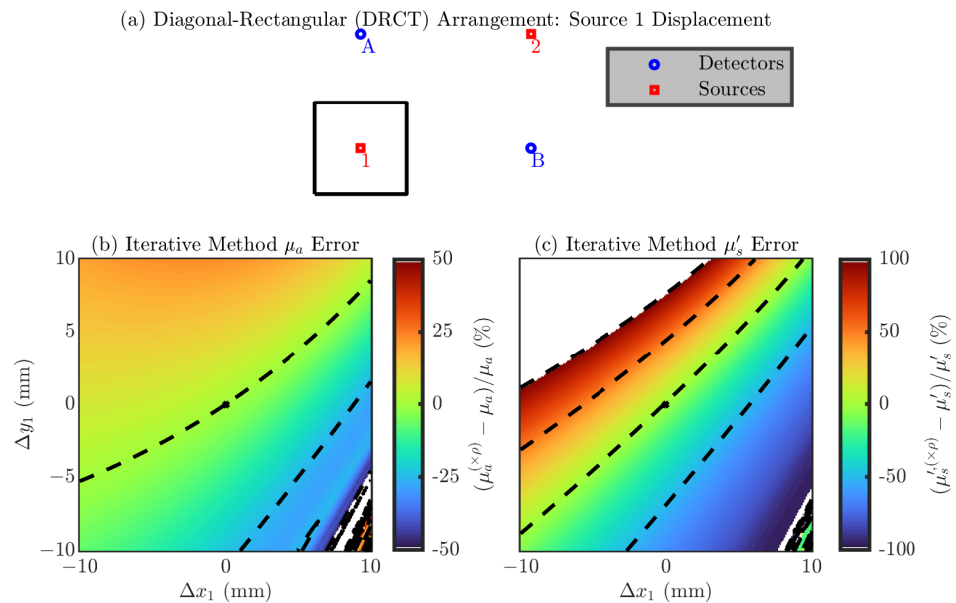 (a) Diagonal-Rectangular (DRCT) Arrangement: Source 1 Displacement
A
2
Detectors
Sources
1
B
(b) Iterative Method μₐ Error
10
5
0
−5
−10
−10
0
10
Δy₁ (mm)
Δx₁ (mm)
50
25
0
-25
-50
(μₐ^(×ρ) − μₐ)/μₐ (%)
(c) Iterative Method μ′ₛ Error
−10
0
10
Δx₁ (mm)
100
50
0
-50
-100
(μ′ₛ^(×ρ) − μ′ₛ)/μ′ₛ (%)